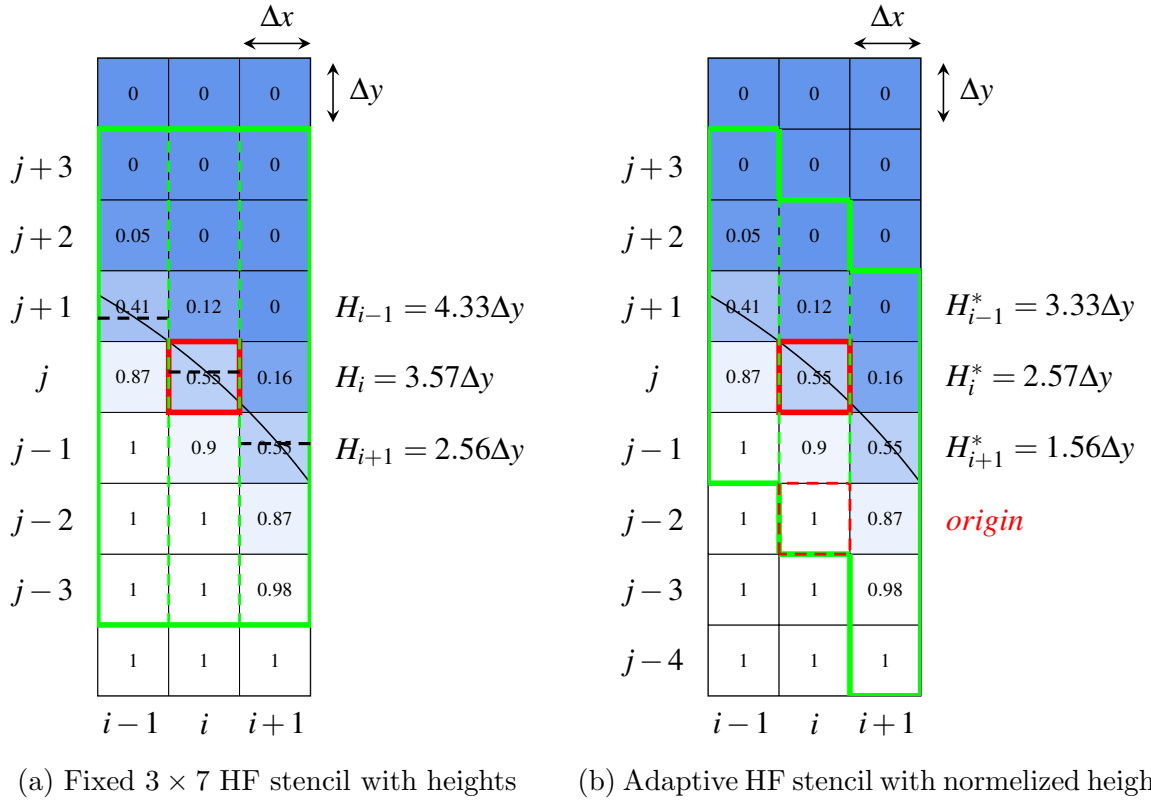 Δx Δx
0 0 0 Δy 0 0 0 Δy
j+3 0 0 0 j+3 0 0 0
j+2 0.05 0 0 j+2 0.05 0 0
j+1 0.41 0.12 0 H_{i−1} = 4.33Δy j+1 0.41 0.12 0 H*_{i−1} = 3.33Δy
j 0.87 0.55 0.16 H_i = 3.57Δy j 0.87 0.55 0.16 H*_i = 2.57Δy
j−1 1 0.9 0.55 H_{i+1} = 2.56Δy j−1 1 0.9 0.55 H*_{i+1} = 1.56Δy
j−2 1 1 0.87 j−2 1 1 0.87 origin
j−3 1 1 0.98 j−3 1 1 0.98
1 1 1 j−4 1 1 1
i−1 i i+1 i−1 i i+1
(a) Fixed 3 × 7 HF stencil with heights (b) Adaptive HF stencil with normelized heigh